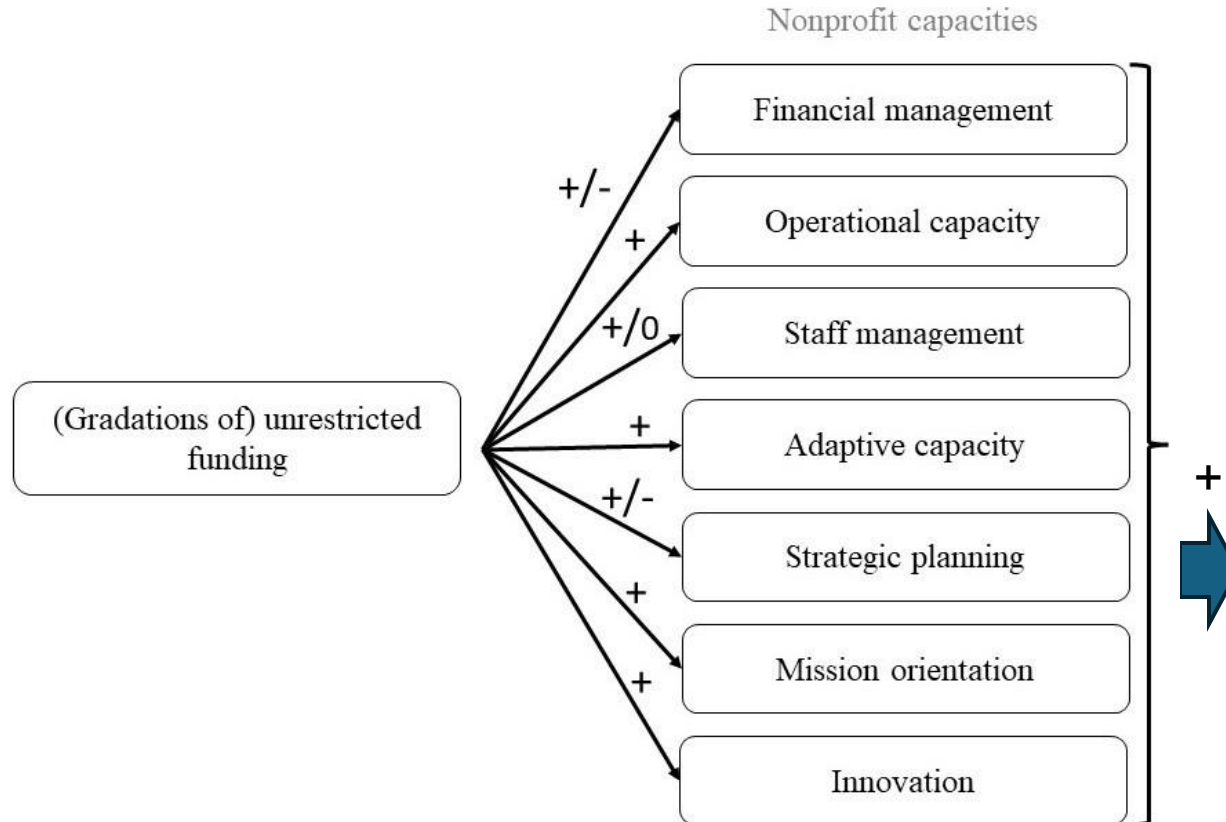 Nonprofit capacities
Financial management
+/-
Operational capacity
+
Staff management
+/0
(Gradations of) unrestricted
funding
Adaptive capacity
+
+
Strategic planning
+/-
Mission orientation
+
Innovation
+